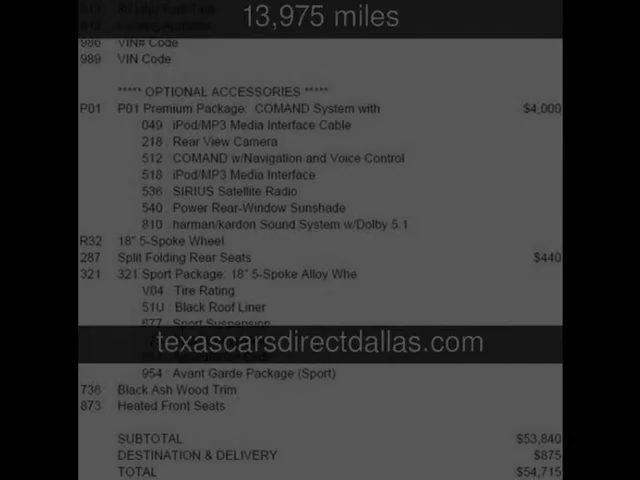 13,975 miles
986 VIN# Code
989 VIN Code
***** OPTIONAL ACCESSORIES *****
P01 P01 Premium Package: COMAND System with $4,000
049 : iPod/MP3 Media Interface Cable
218 : Rear View Camera
512 : COMAND w/Navigation and Voice Control
518 : iPod/MP3 Media Interface
536 : SIRIUS Satellite Radio
540 : Power Rear-Window Sunshade
810 : harman/kardon Sound System w/Dolby 5.1
R32 18" 5-Spoke Wheel
287 Split Folding Rear Seats $440
321 321 Sport Package: 18" 5-Spoke Alloy Whe
V04 : Tire Rating
51U : Black Roof Liner
677 : Sport Suspension
texascarsdirectdallas.com
954 : Avant Garde Package (Sport)
736 Black Ash Wood Trim
873 Heated Front Seats
SUBTOTAL $53,840
DESTINATION & DELIVERY $875
TOTAL $54,715